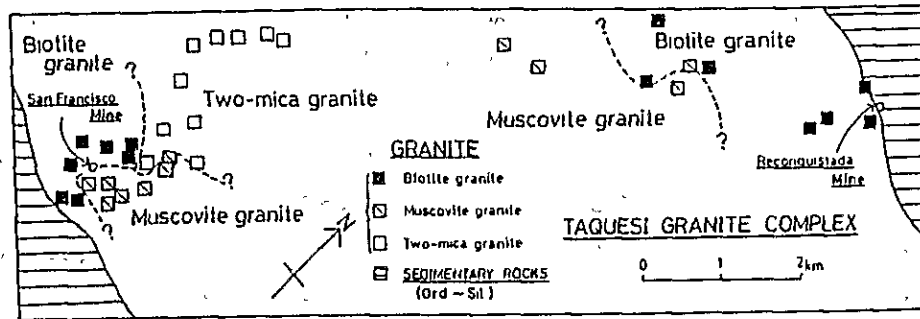 Biotite
granite
?
San Francisco
Mine
Two-mica granite
?
Muscovite granite
?
?
Biotite granite
Muscovite granite
?
Reconquistada
Mine
GRANITE
Biotite granite
Muscovite granite
Two-mica granite
SEDIMENTARY ROCKS
(Ord ~ Sil)
N
TAQUESI GRANITE COMPLEX
0 1 2km